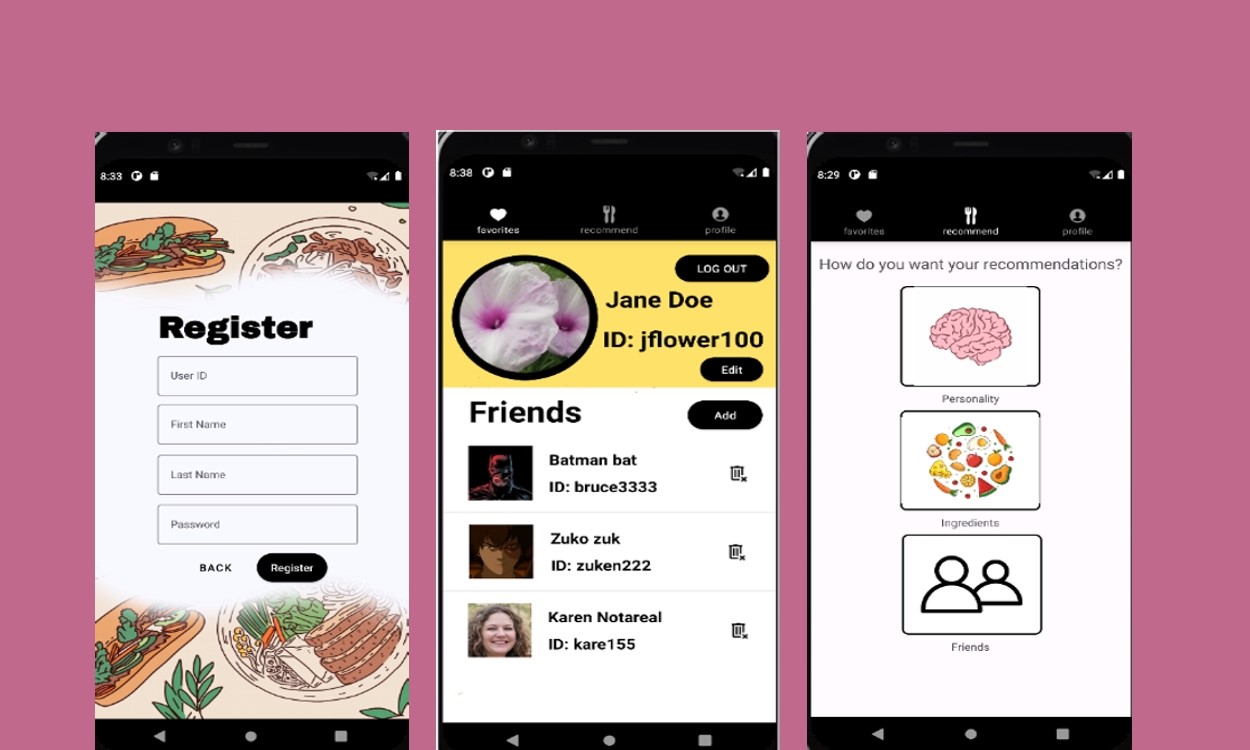 8:33
Register
User ID
First Name
Last Name
Password
BACK
Register
8:38
favorites
recommend
profile
LOG OUT
Jane Doe
ID: jflower100
Edit
Friends
Add
Batman bat
ID: bruce3333
Zuko zuk
ID: zuken222
Karen Notareal
ID: kare155
8:29
favorites
recommend
profile
How do you want your recommendations?
Personality
Ingredients
Friends